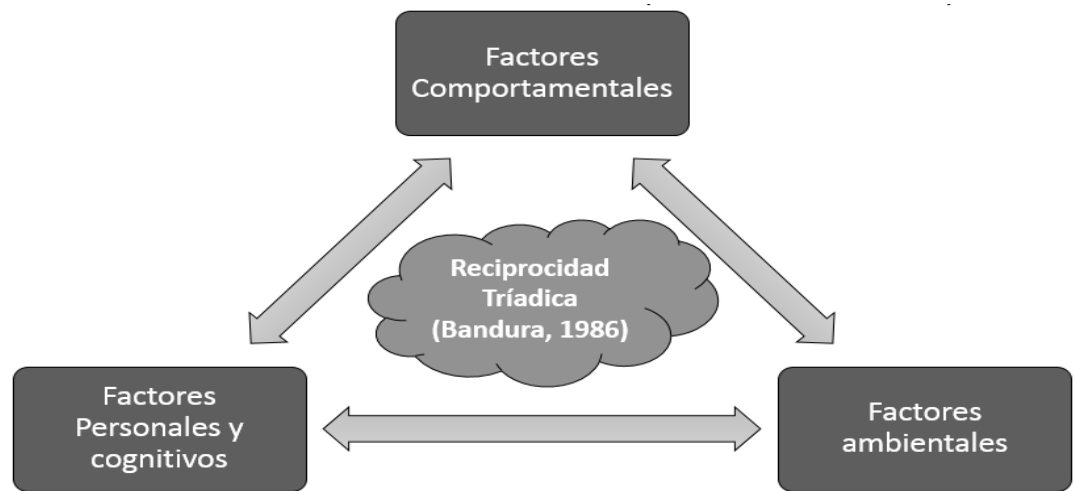 Factores
Comportamentales
Reciprocidad
Tríadica
(Bandura, 1986)
Factores
Personales y
cognitivos
Factores
ambientales